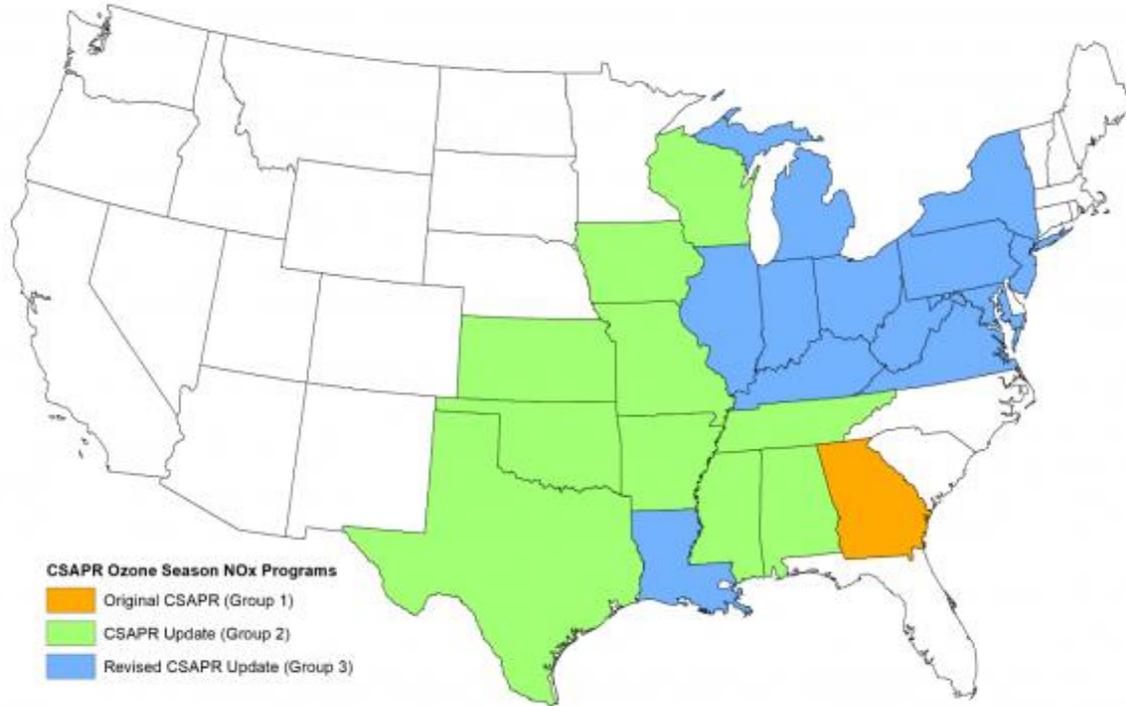 CSAPR Ozone Season NOx Programs
Original CSAPR (Group 1)
CSAPR Update (Group 2)
Revised CSAPR Update (Group 3)